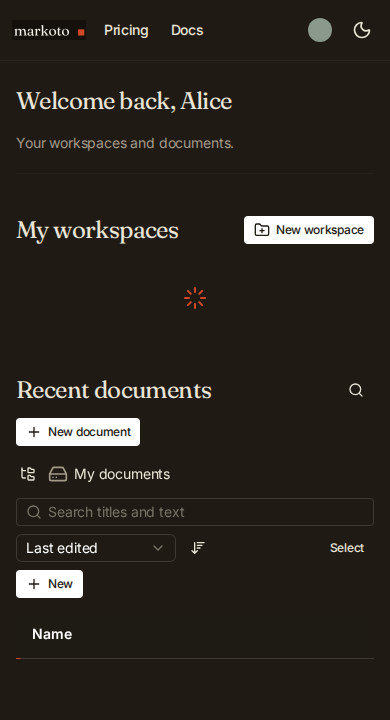 markoto
Pricing
Docs
Welcome back, Alice
Your workspaces and documents.
My workspaces
New workspace
Recent documents
New document
My documents
Search titles and text
Last edited
Select
New
Name